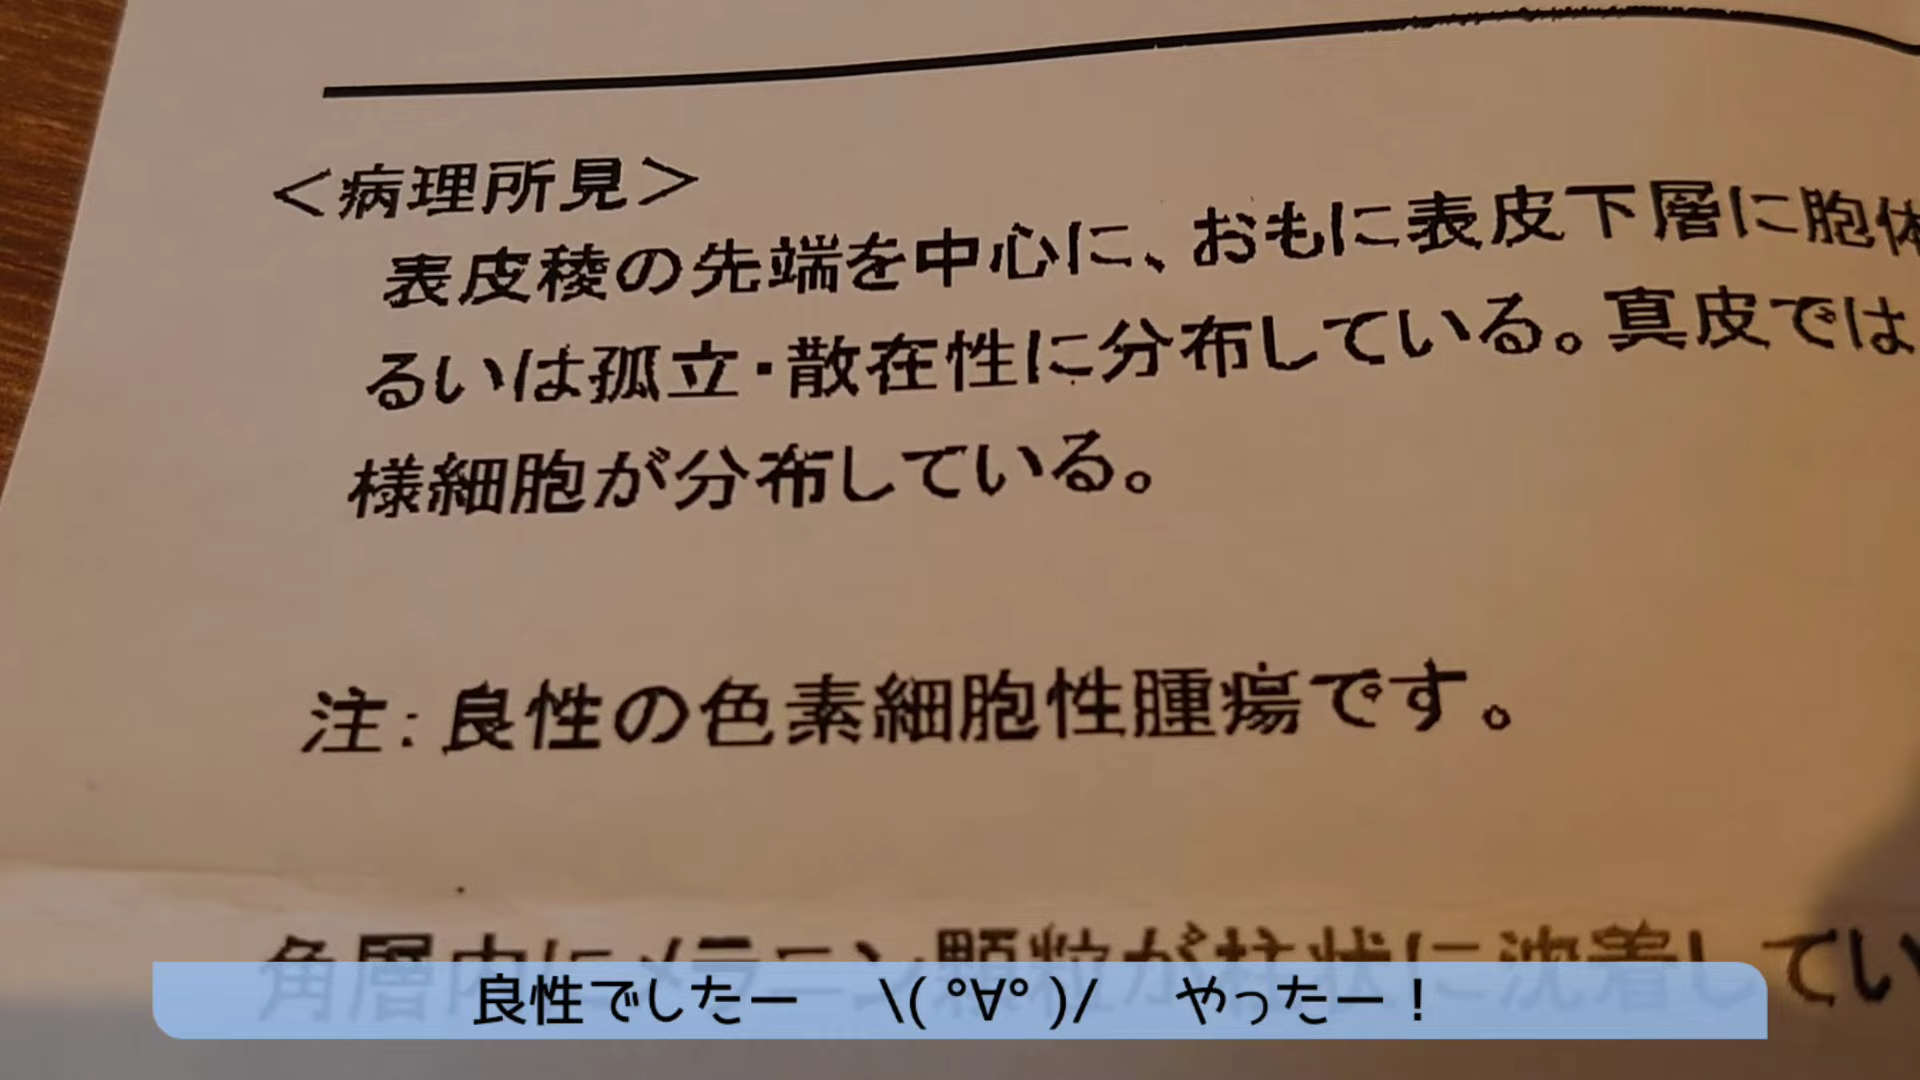 ＜病理所見＞
表皮稜の先端を中心に、おもに表皮下層に胞体
るいは孤立・散在性に分布している。真皮では
様細胞が分布している。
注：良性の色素細胞性腫瘍です。
角層内にメラニン顆粒が柱状に沈着してい
良性でしたー \( °∀° )/ やったー！